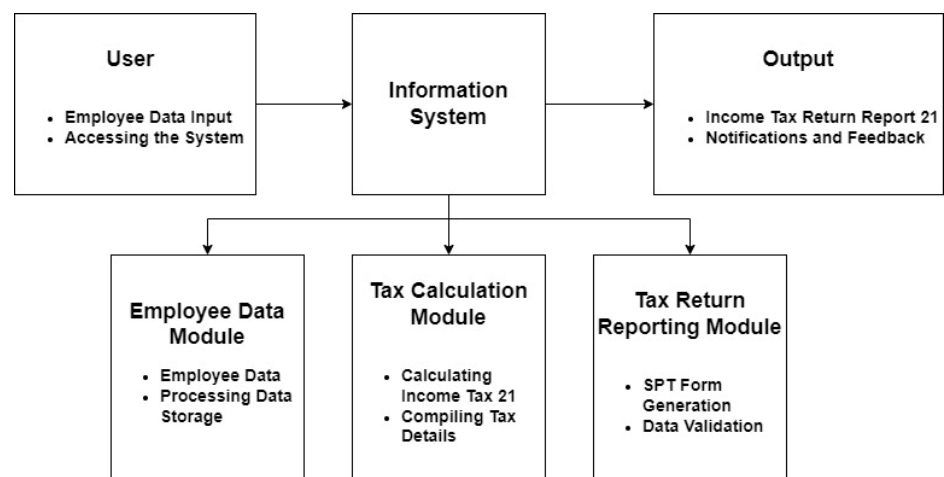 User
• Employee Data Input
• Accessing the System
Information
System
Output
• Income Tax Return Report 21
• Notifications and Feedback
Employee Data
Module
• Employee Data
• Processing Data
Storage
Tax Calculation
Module
• Calculating
Income Tax 21
• Compiling Tax
Details
Tax Return
Reporting Module
• SPT Form
Generation
• Data Validation